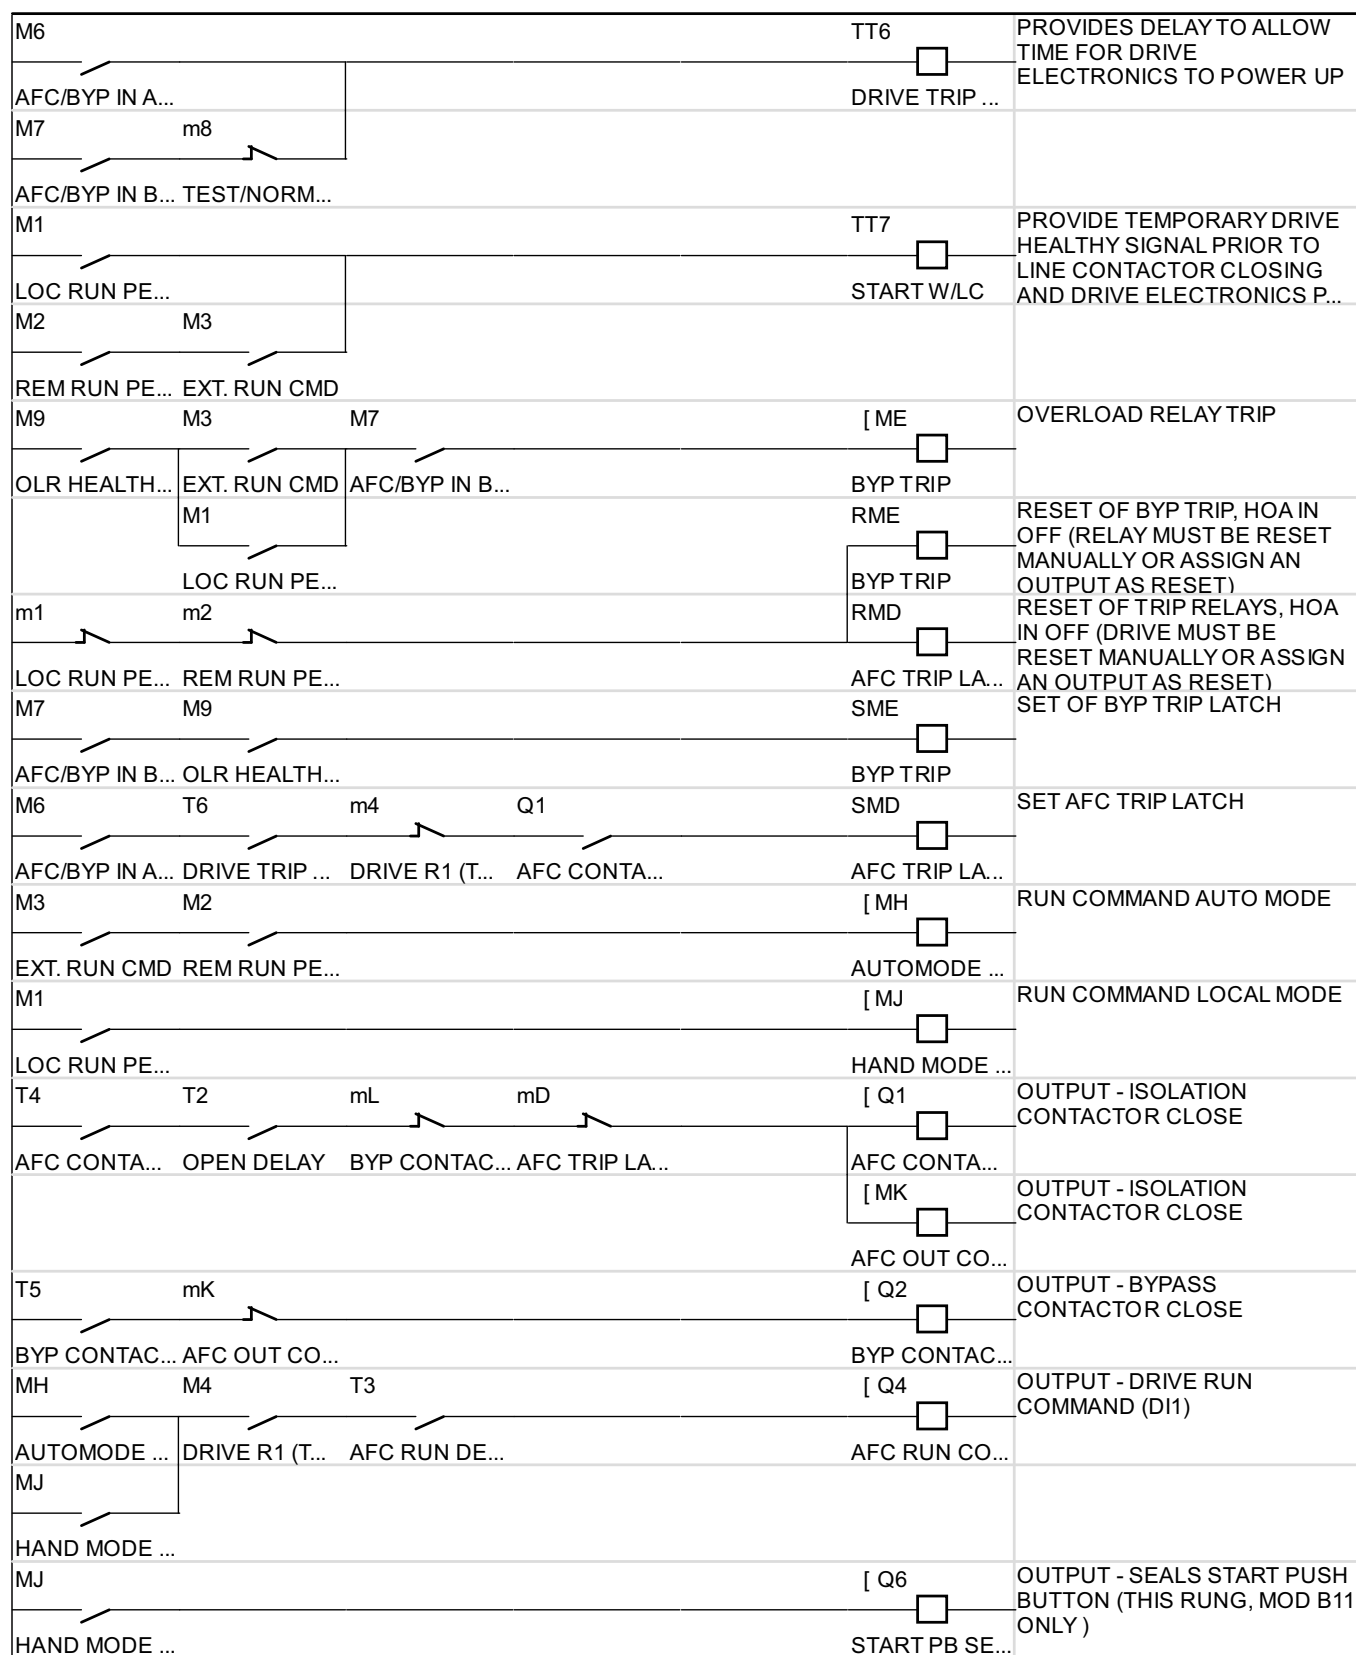 M6 TT6 PROVIDES DELAY TO ALLOW
TIME FOR DRIVE
ELECTRONICS TO POWER UP
AFC/BYP IN A... DRIVE TRIP ...
M7 m8
AFC/BYP IN B... TEST/NORM...
M1 TT7 PROVIDE TEMPORARY DRIVE
HEALTHY SIGNAL PRIOR TO
LINE CONTACTOR CLOSING
LOC RUN PE... START W/LC AND DRIVE ELECTRONICS P...
M2 M3
REM RUN PE... EXT. RUN CMD
M9 M3 M7 [ ME OVERLOAD RELAY TRIP
OLR HEALTH... EXT. RUN CMD AFC/BYP IN B... BYP TRIP
M1 RME RESET OF BYP TRIP, HOA IN
OFF (RELAY MUST BE RESET
MANUALLY OR ASSIGN AN
LOC RUN PE... BYP TRIP OUTPUT AS RESET)
m1 m2 RMD RESET OF TRIP RELAYS, HOA
IN OFF (DRIVE MUST BE
RESET MANUALLY OR ASSIGN
LOC RUN PE... REM RUN PE... AFC TRIP LA... AN OUTPUT AS RESET)
M7 M9 SME SET OF BYP TRIP LATCH
AFC/BYP IN B... OLR HEALTH... BYP TRIP
M6 T6 m4 Q1 SMD SET AFC TRIP LATCH
AFC/BYP IN A... DRIVE TRIP ... DRIVE R1 (T... AFC CONTA... AFC TRIP LA...
M3 M2 [ MH RUN COMMAND AUTO MODE
EXT. RUN CMD REM RUN PE... AUTOMODE ...
M1 [ MJ RUN COMMAND LOCAL MODE
LOC RUN PE... HAND MODE ...
T4 T2 mL mD [ Q1 OUTPUT - ISOLATION
CONTACTOR CLOSE
AFC CONTA... OPEN DELAY BYP CONTAC... AFC TRIP LA... AFC CONTA...
[ MK OUTPUT - ISOLATION
CONTACTOR CLOSE
AFC OUT CO...
T5 mK [ Q2 OUTPUT - BYPASS
CONTACTOR CLOSE
BYP CONTAC... AFC OUT CO... BYP CONTAC...
MH M4 T3 [ Q4 OUTPUT - DRIVE RUN
COMMAND (DI1)
AUTOMODE ... DRIVE R1 (T... AFC RUN DE... AFC RUN CO...
MJ
HAND MODE ...
MJ [ Q6 OUTPUT - SEALS START PUSH
BUTTON (THIS RUNG, MOD B11
ONLY )
HAND MODE ... START PB SE...